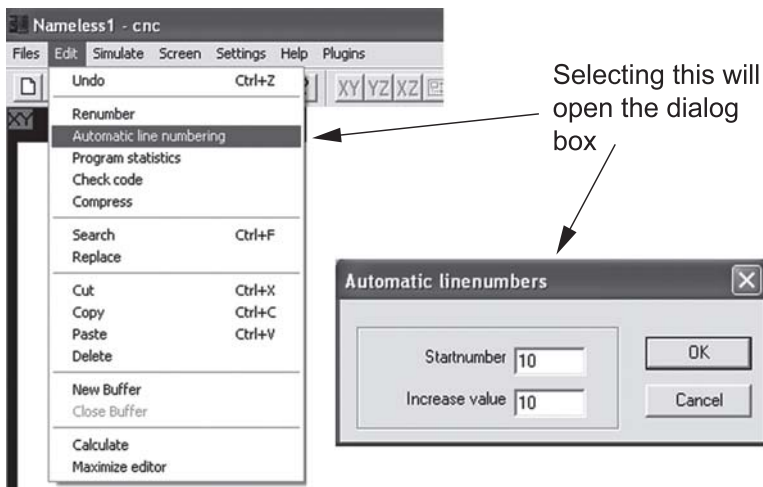 Nameless1 - cnc
Files Edit Simulate Screen Settings Help Plugins
XY YZ XZ
XY
Undo Ctrl+Z
Renumber
Automatic line numbering
Program statistics
Check code
Compress
Search Ctrl+F
Replace
Cut Ctrl+X
Copy Ctrl+C
Paste Ctrl+V
Delete
New Buffer
Close Buffer
Calculate
Maximize editor
Selecting this will
open the dialog
box
Automatic linenumbers
Startnumber 10
Increase value 10
OK
Cancel